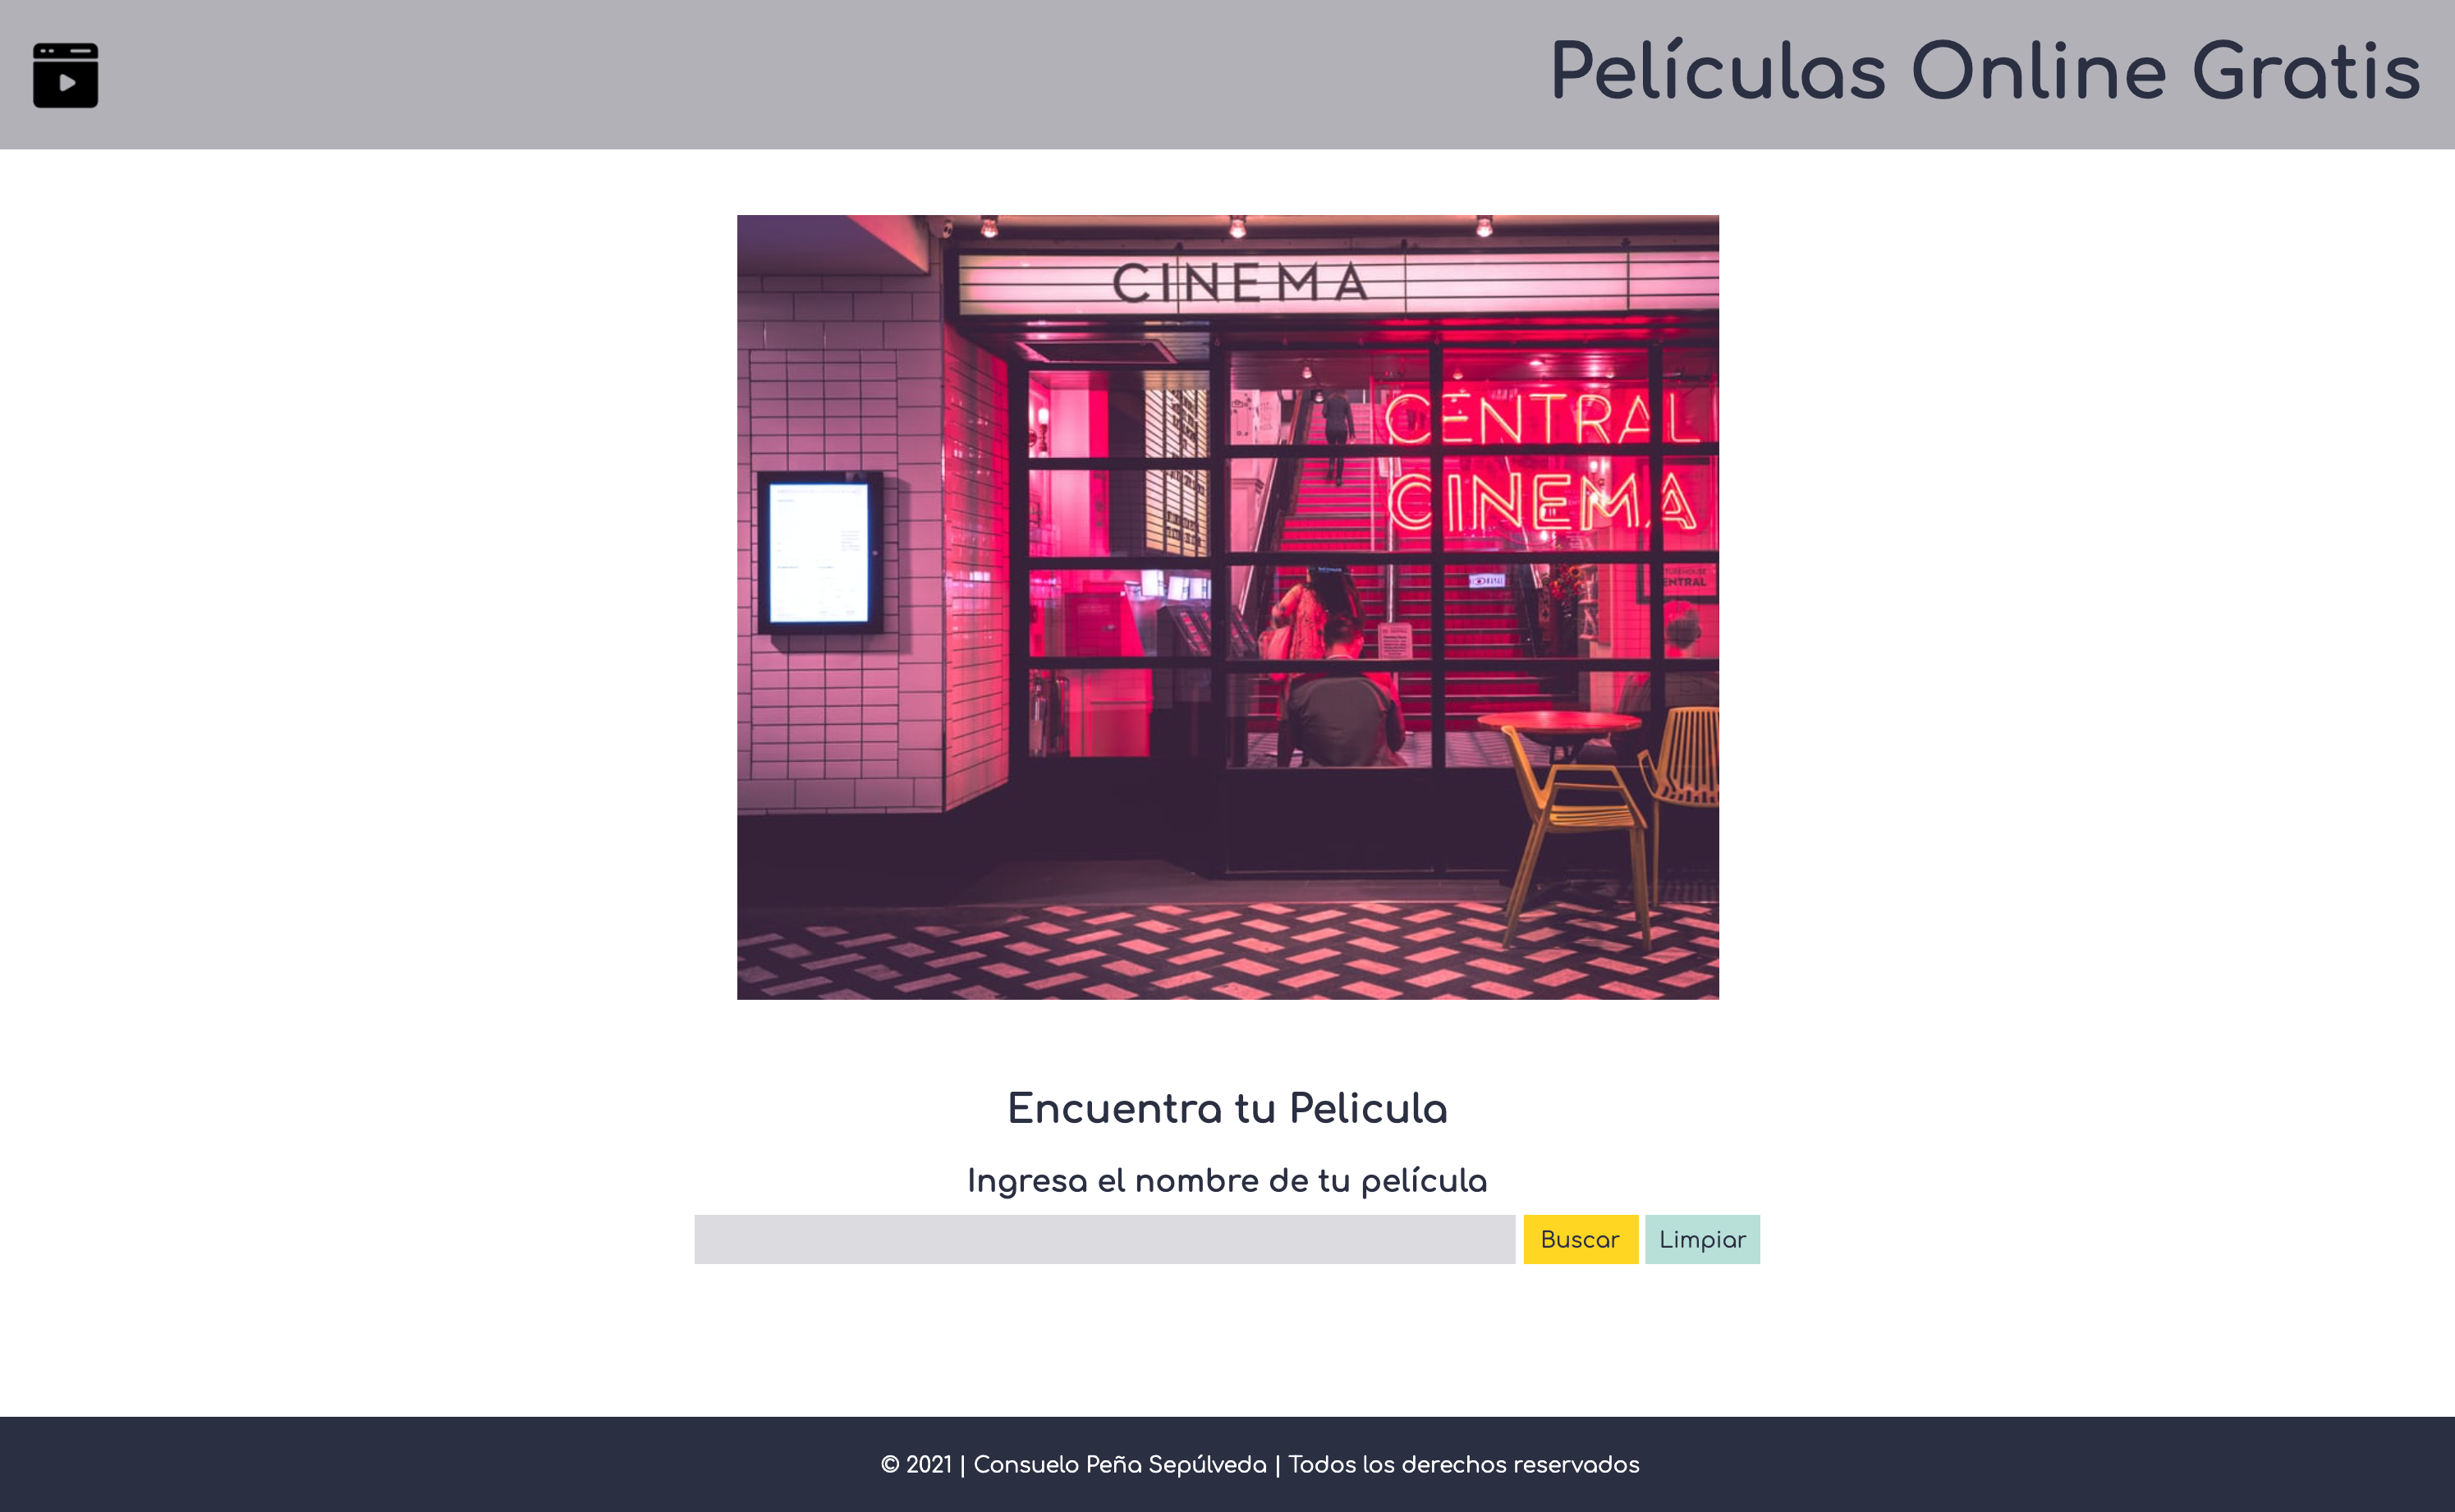 Películas Online Gratis
CINEMA
CENTRAL
CINEMA
ENTRAL
Encuentra tu Pelicula
Ingresa el nombre de tu película
Buscar Limpiar
© 2021 | Consuelo Peña Sepúlveda | Todos los derechos reservados